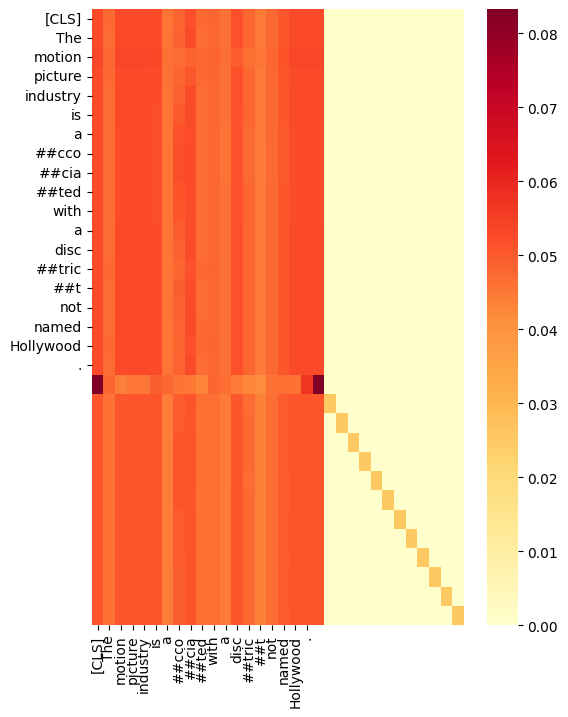 [CLS]
The
motion
picture
industry
is
a
##cco
##cia
##ted
with
a
disc
##tric
##t
not
named
Hollywood
.
0.08
0.07
0.06
0.05
0.04
0.03
0.02
0.01
0.00
[CLS]
The
motion
picture
industry
is
a
##cco
##cia
##ted
with
a
disc
##tric
##t
not
named
Hollywood
.